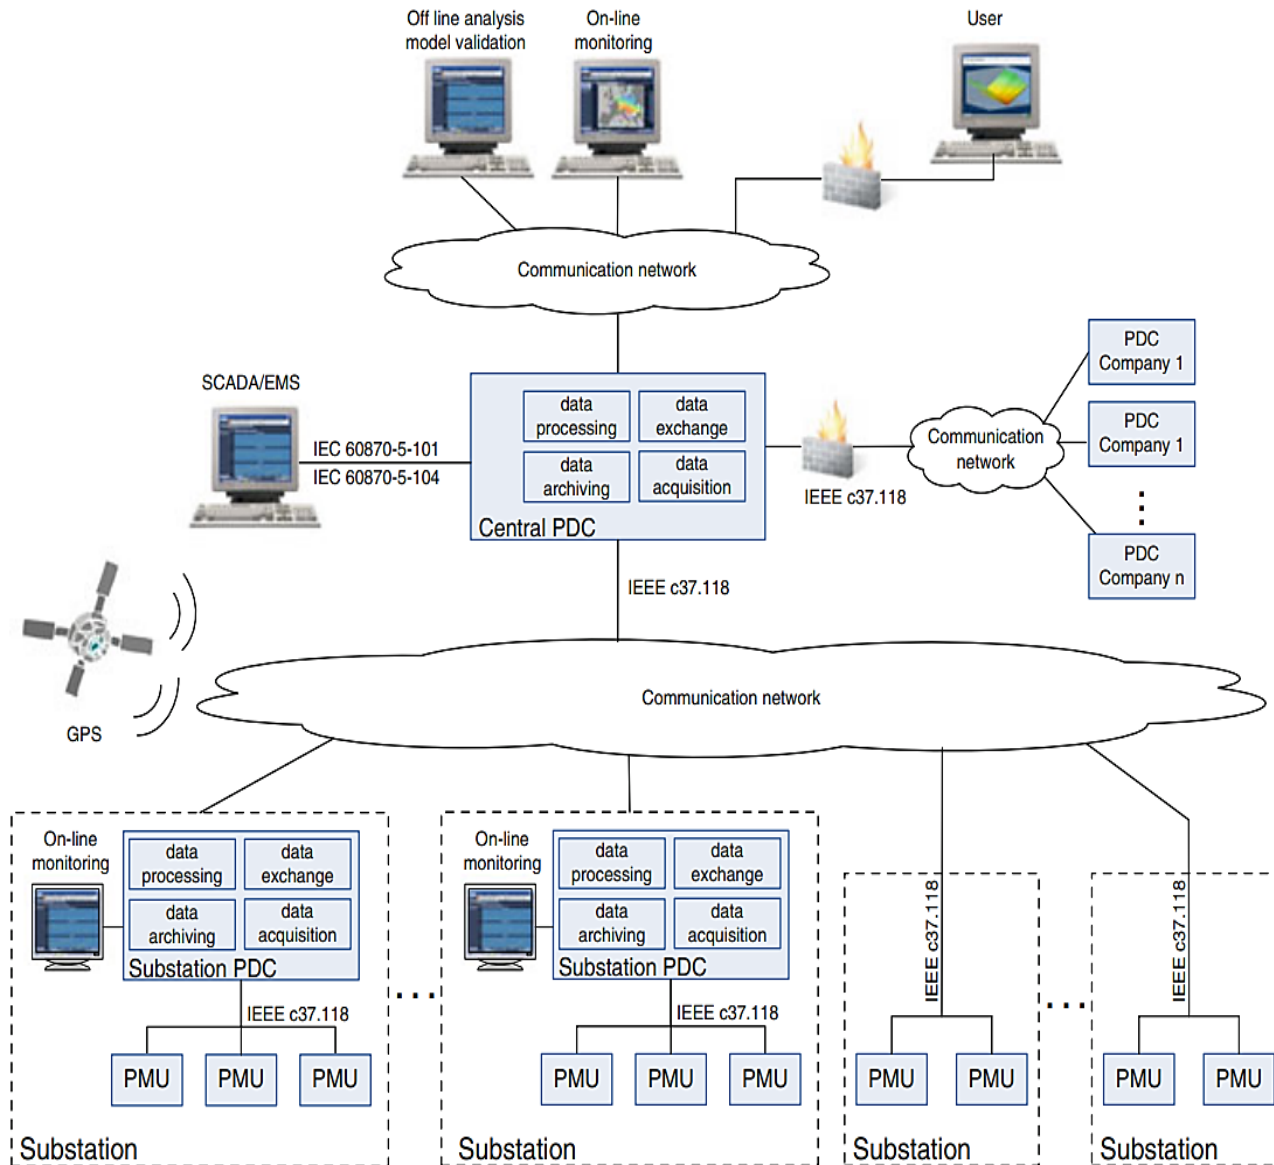 Off line analysis
model validation
On-line
monitoring
User
Communication network
SCADA/EMS
IEC 60870-5-101
IEC 60870-5-104
data
processing
data
exchange
data
archiving
data
acquisition
Central PDC
IEEE c37.118
Communication
network
PDC
Company 1
PDC
Company 1
PDC
Company n
IEEE c37.118
GPS
Communication network
On-line
monitoring
data
processing
data
exchange
data
archiving
data
acquisition
Substation PDC
IEEE c37.118
PMU
PMU
PMU
Substation
On-line
monitoring
data
processing
data
exchange
data
archiving
data
acquisition
Substation PDC
IEEE c37.118
PMU
PMU
PMU
Substation
IEEE c37.118
PMU
PMU
Substation
IEEE c37.118
PMU
PMU
Substation